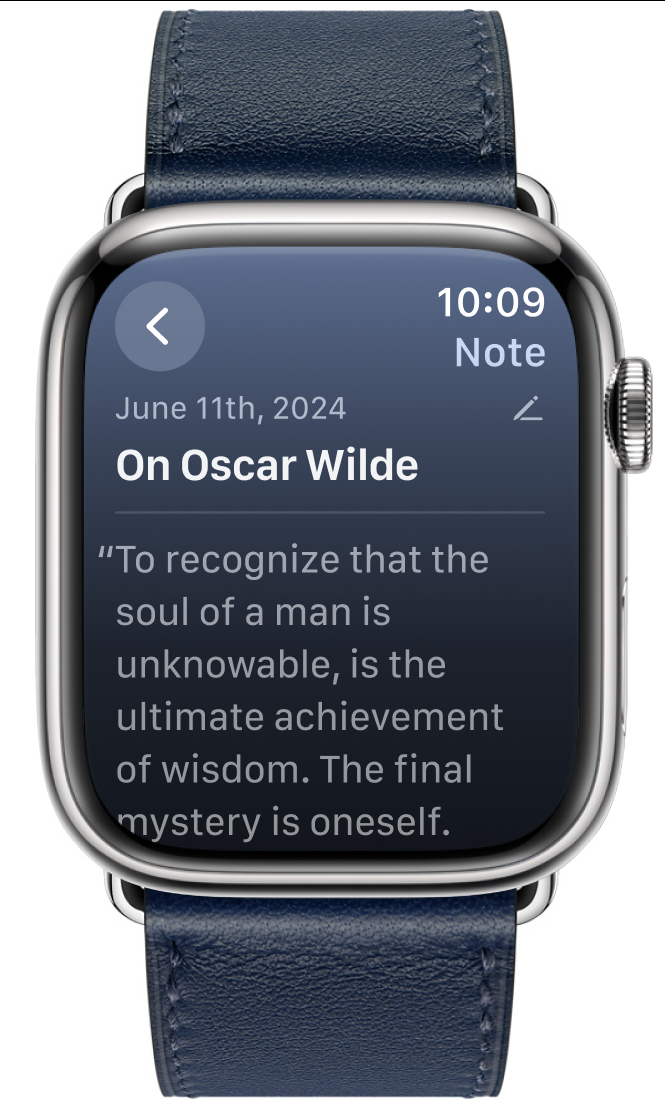 10:09
Note
June 11th, 2024
On Oscar Wilde
“To recognize that the
soul of a man is
unknowable, is the
ultimate achievement
of wisdom. The final
mystery is oneself.